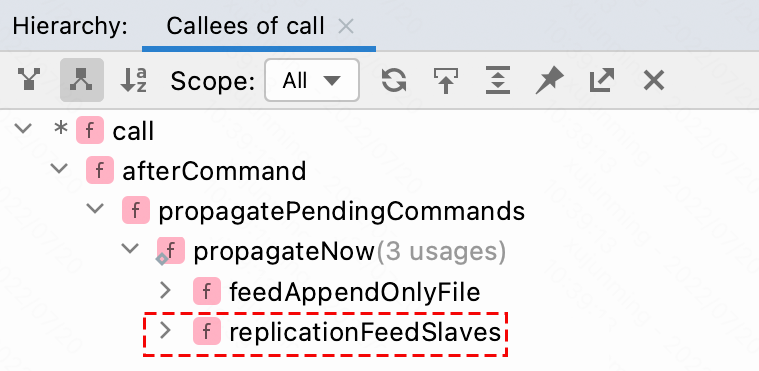 Hierarchy: Callees of call
Scope: All
* f call
f afterCommand
f propagatePendingCommands
f propagateNow(3 usages)
f feedAppendOnlyFile
f replicationFeedSlaves